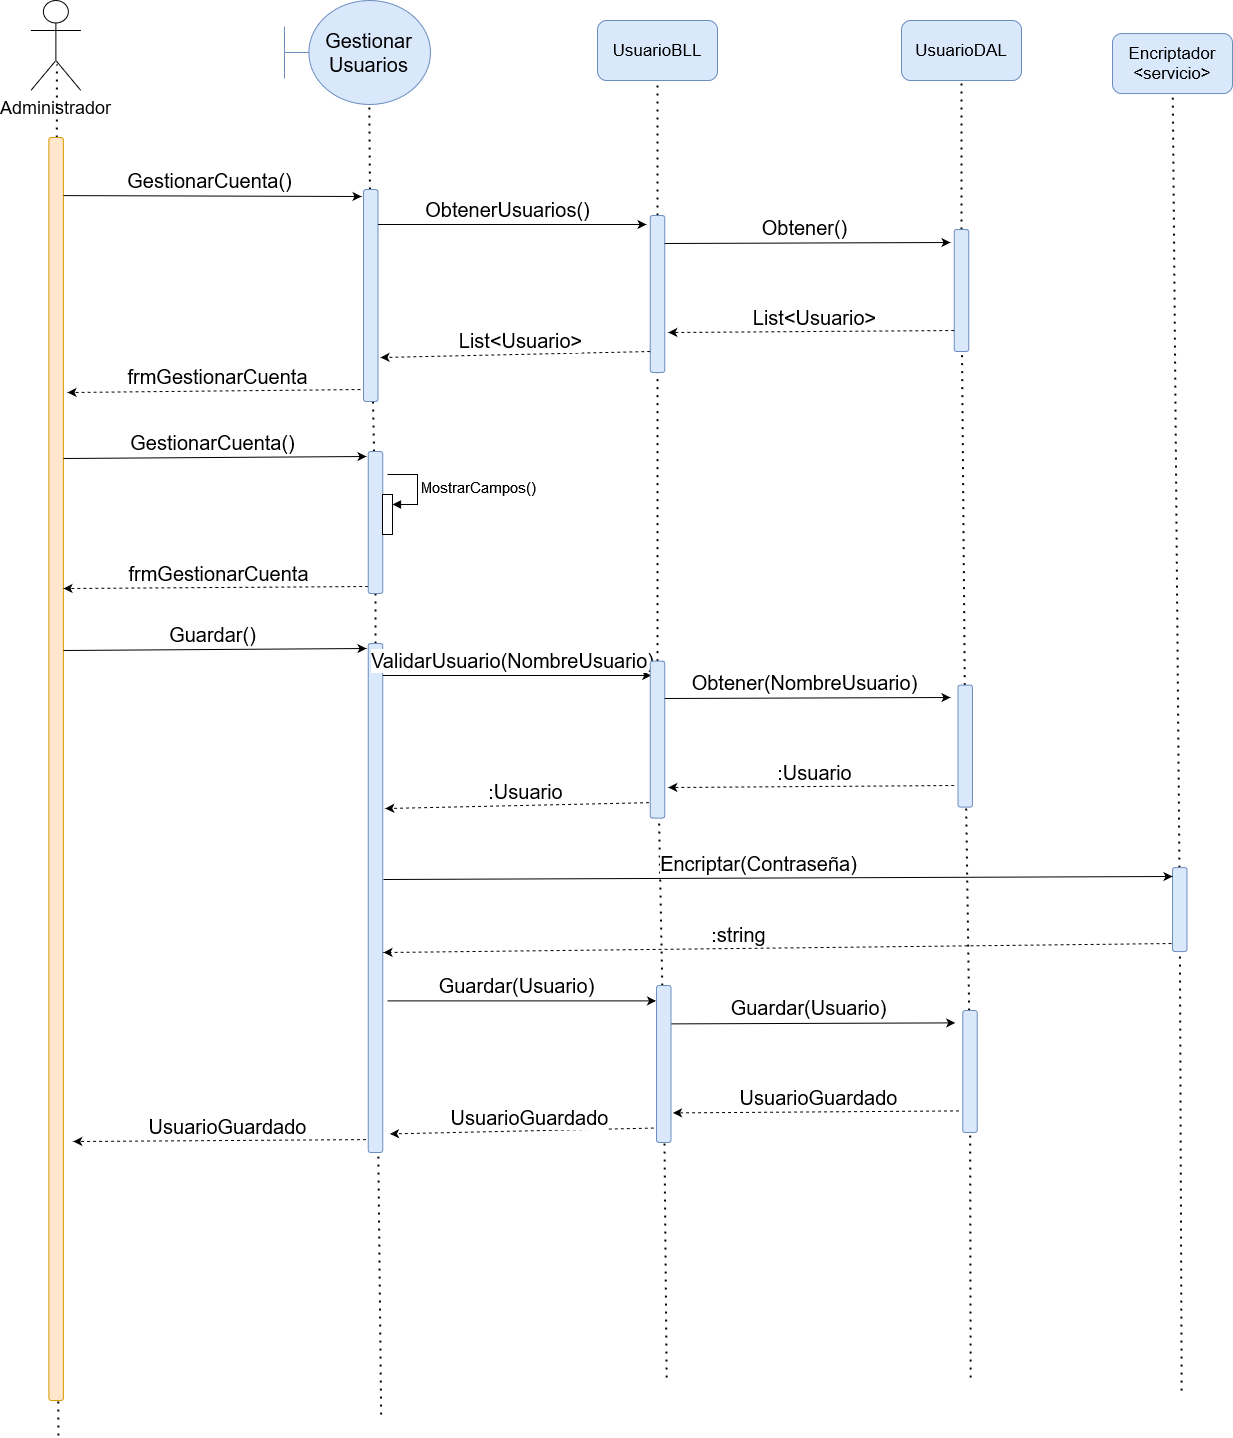 Administrador
Gestionar
Usuarios
UsuarioBLL
UsuarioDAL
Encriptador
<servicio>
GestionarCuenta()
ObtenerUsuarios()
Obtener()
List<Usuario>
List<Usuario>
frmGestionarCuenta
GestionarCuenta()
MostrarCampos()
frmGestionarCuenta
Guardar()
ValidarUsuario(NombreUsuario)
Obtener(NombreUsuario)
:Usuario
:Usuario
Encriptar(Contraseña)
:string
Guardar(Usuario)
Guardar(Usuario)
UsuarioGuardado
UsuarioGuardado
UsuarioGuardado